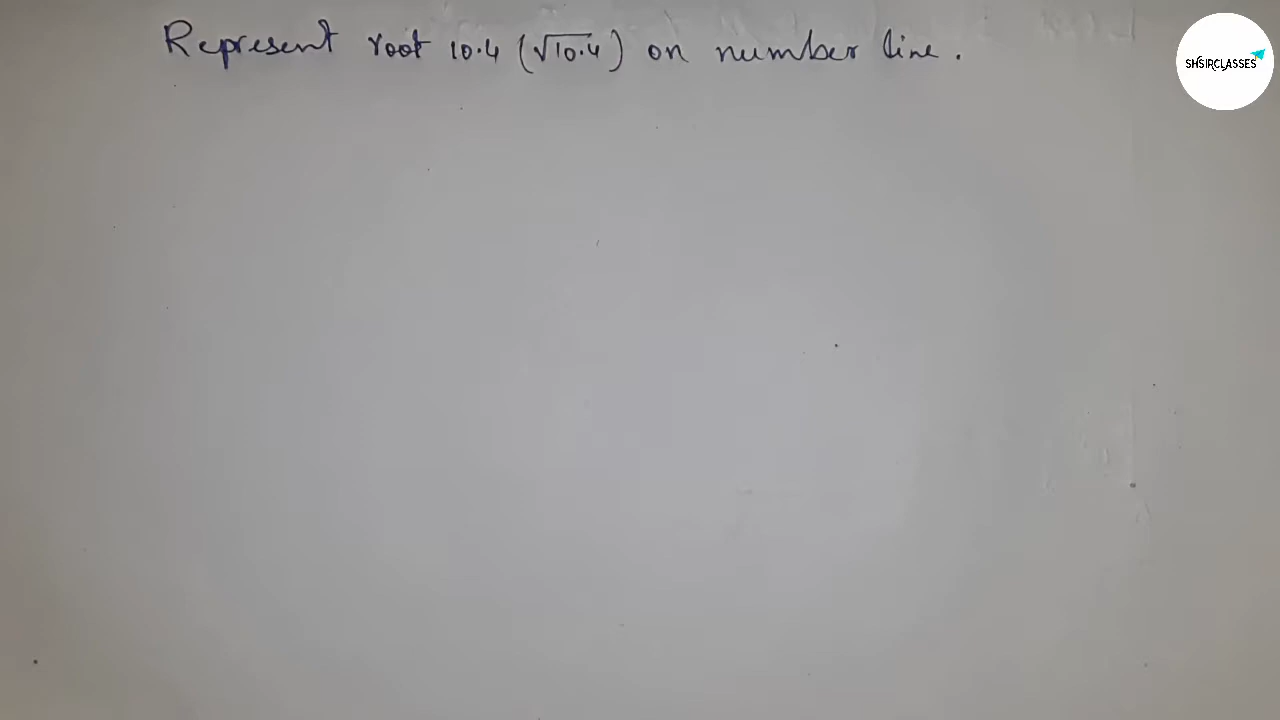 Represent root 10.4 (√10.4) on number line.
SHSIRCLASSES